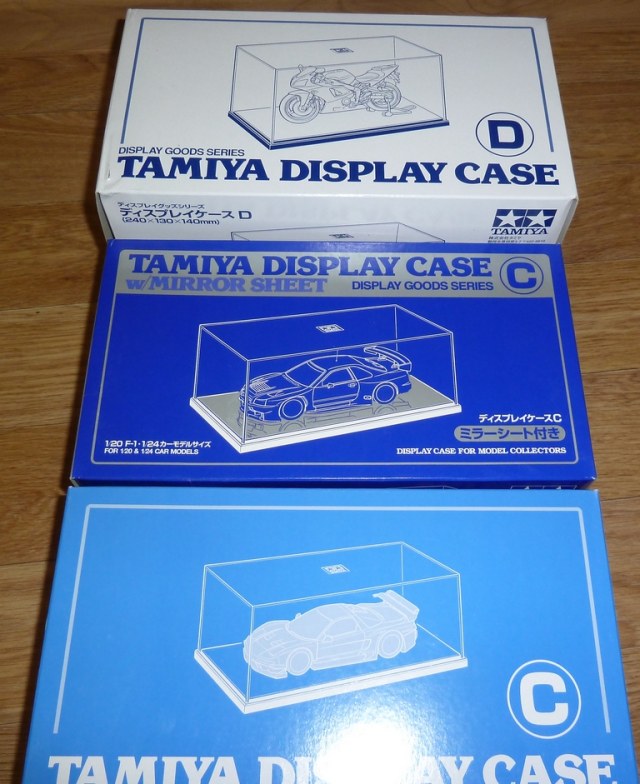 D
DISPLAY GOODS SERIES
TAMIYA DISPLAY CASE
ディスプレイグッズシリーズ
ディスプレイケース D
(240×130×140mm)
TAMIYA
TAMIYA DISPLAY CASE
w/MIRROR SHEET
DISPLAY GOODS SERIES
C
ディスプレイケースC
ミラーシート付き
1:20 F-1・1:24カーモデルサイズ
FOR 1:20 & 1:24 CAR MODELS
DISPLAY CASE FOR MODEL COLLECTORS
C
TAMIYA DISPLAY CASE